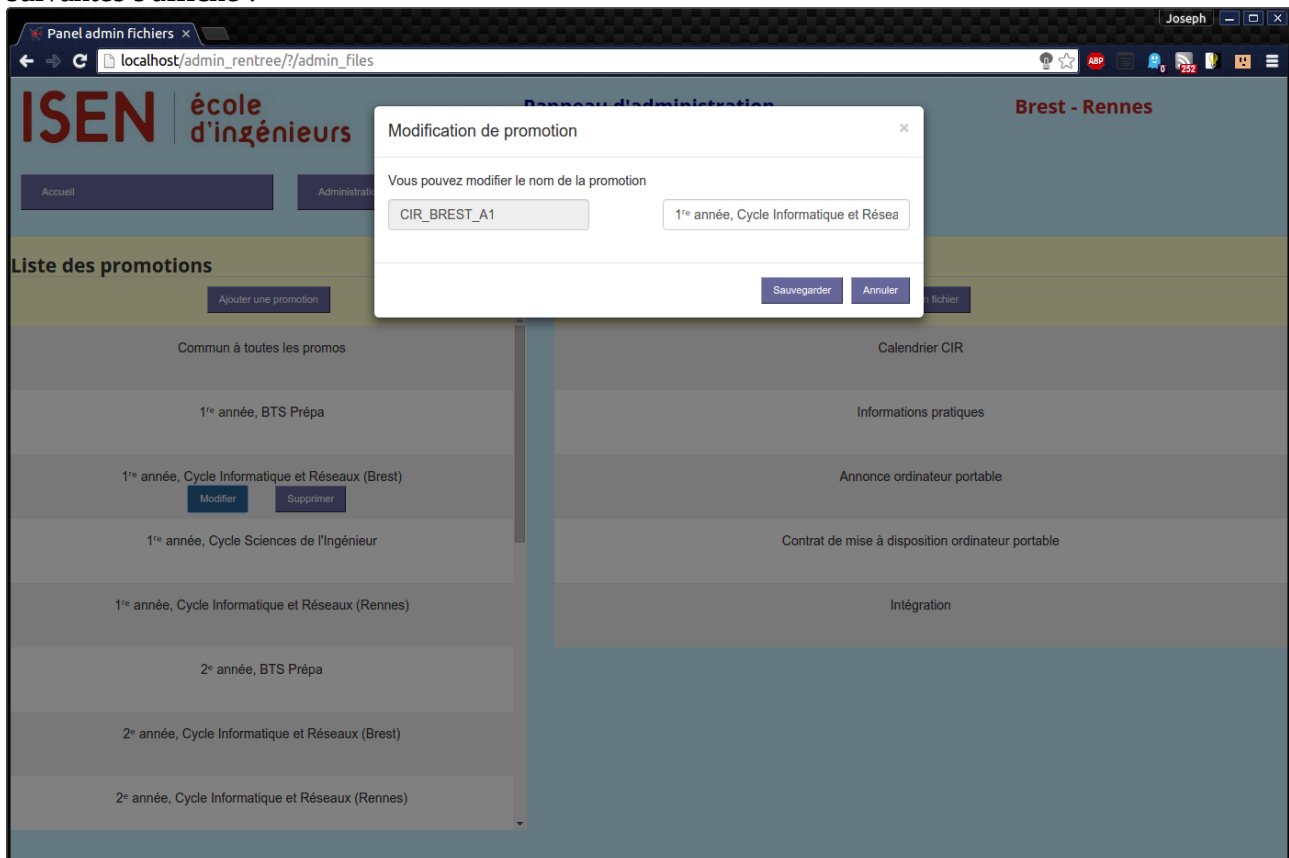 Joseph
Panel admin fichiers ×
localhost/admin_rentree/?/admin_files
ABP
0
252
ISEN école d'ingénieurs
Panneau d'administration
Brest - Rennes
Modification de promotion ×
Vous pouvez modifier le nom de la promotion
CIR_BREST_A1
1re année, Cycle Informatique et Résea
Sauvegarder Annuler
Accueil
Liste des promotions
Ajouter une promotion
fichier
Commun à toutes les promos
Calendrier CIR
1re année, BTS Prépa
Informations pratiques
1re année, Cycle Informatique et Réseaux (Brest)
Modifier Supprimer
Annonce ordinateur portable
1re année, Cycle Sciences de l'Ingénieur
Contrat de mise à disposition ordinateur portable
1re année, Cycle Informatique et Réseaux (Rennes)
Intégration
2e année, BTS Prépa
2e année, Cycle Informatique et Réseaux (Brest)
2e année, Cycle Informatique et Réseaux (Rennes)